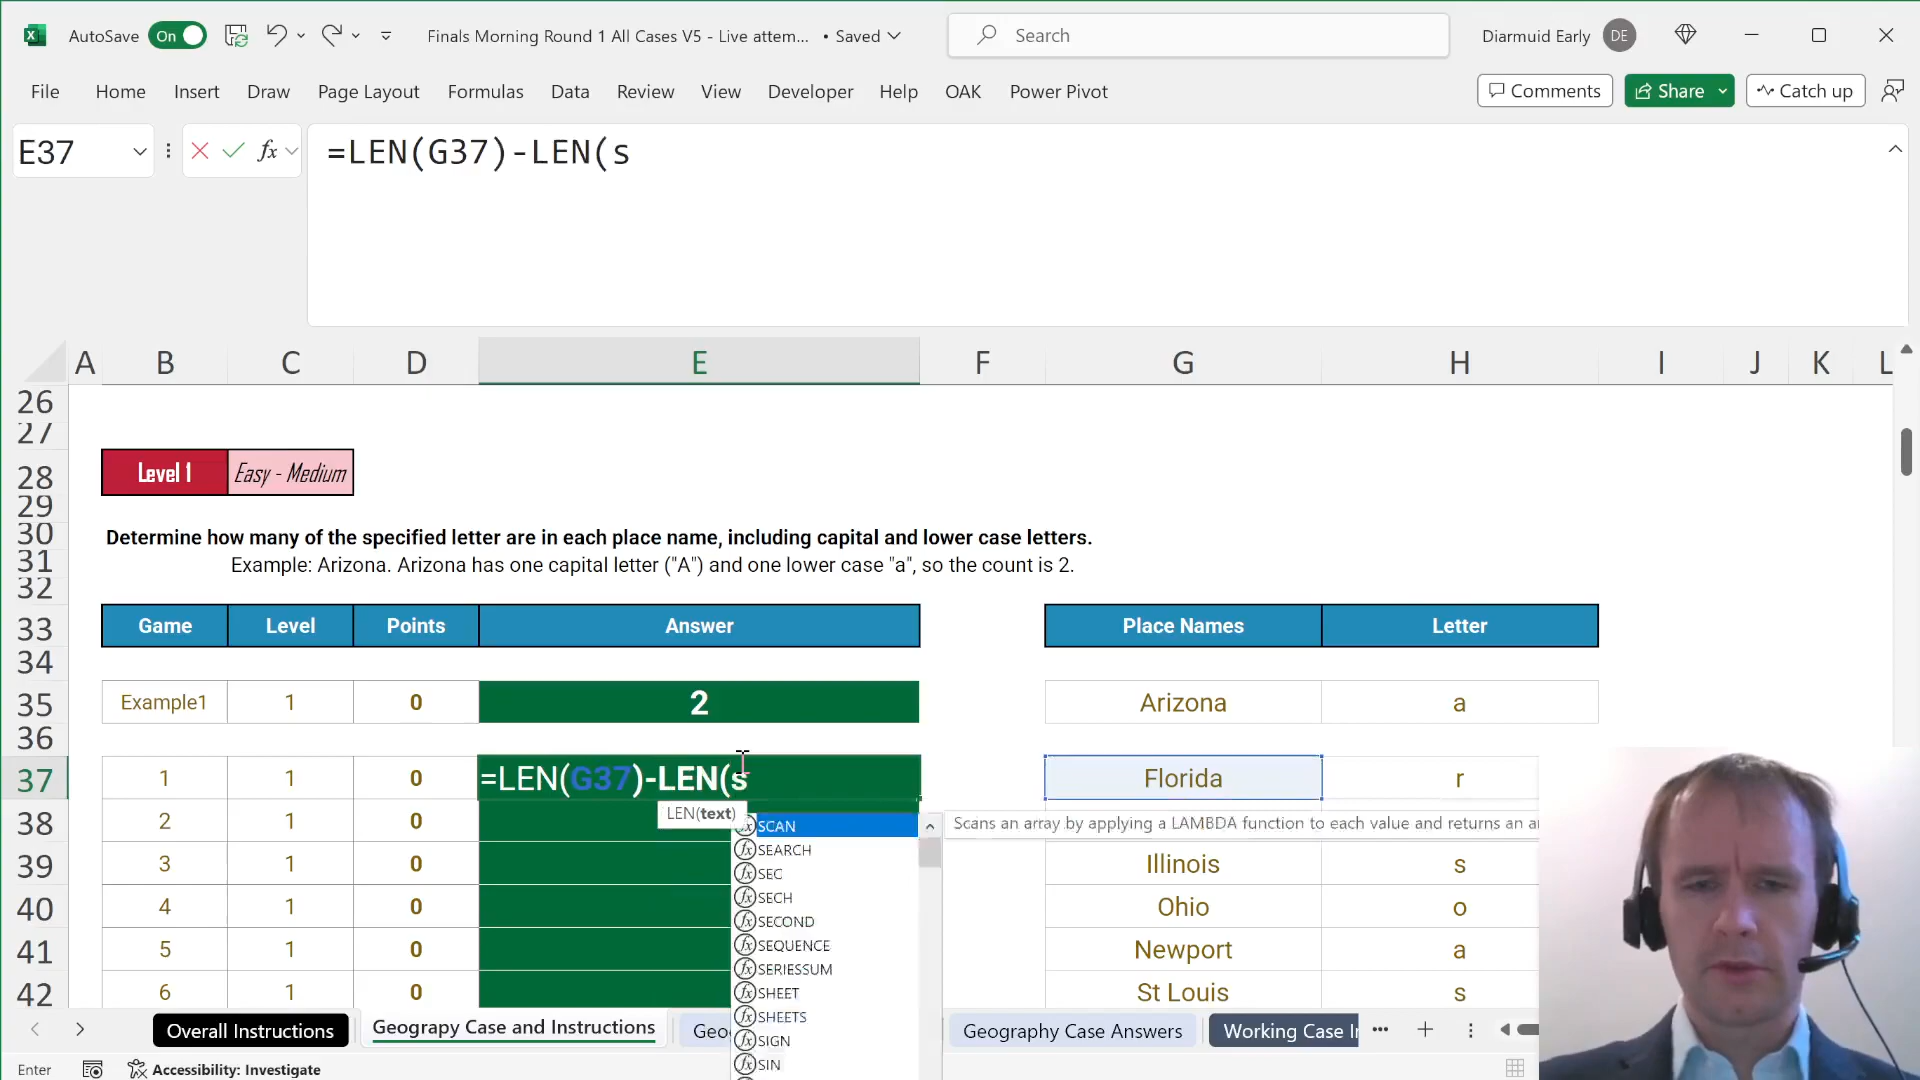 AutoSave On Finals Morning Round 1 All Cases V5 - Live attem... • Saved Search Diarmuid Early DE
File Home Insert Draw Page Layout Formulas Data Review View Developer Help OAK Power Pivot Comments Share Catch up
E37 fx =LEN(G37)-LEN(s
A B C D E F G H I J K L
26
27
28 Level 1 Easy - Medium
29
30 Determine how many of the specified letter are in each place name, including capital and lower case letters.
31 Example: Arizona. Arizona has one capital letter ("A") and one lower case "a", so the count is 2.
32
33 Game Level Points Answer Place Names Letter
34
35 Example1 1 0 2 Arizona a
36
37 1 1 0 =LEN(G37)-LEN(s Florida r
LEN(text)
38 2 1 0 SCAN Scans an array by applying a LAMBDA function to each value and returns an
SEARCH
39 3 1 0 SEC Illinois s
SECH
40 4 1 0 SECOND Ohio o
41 5 1 0 SEQUENCE Newport a
SERIESSUM
42 6 1 0 SHEET St Louis s
SHEETS
Overall Instructions Geograpy Case and Instructions Geo Geography Case Answers Working Case
SIGN
SIN
Enter Accessibility: Investigate